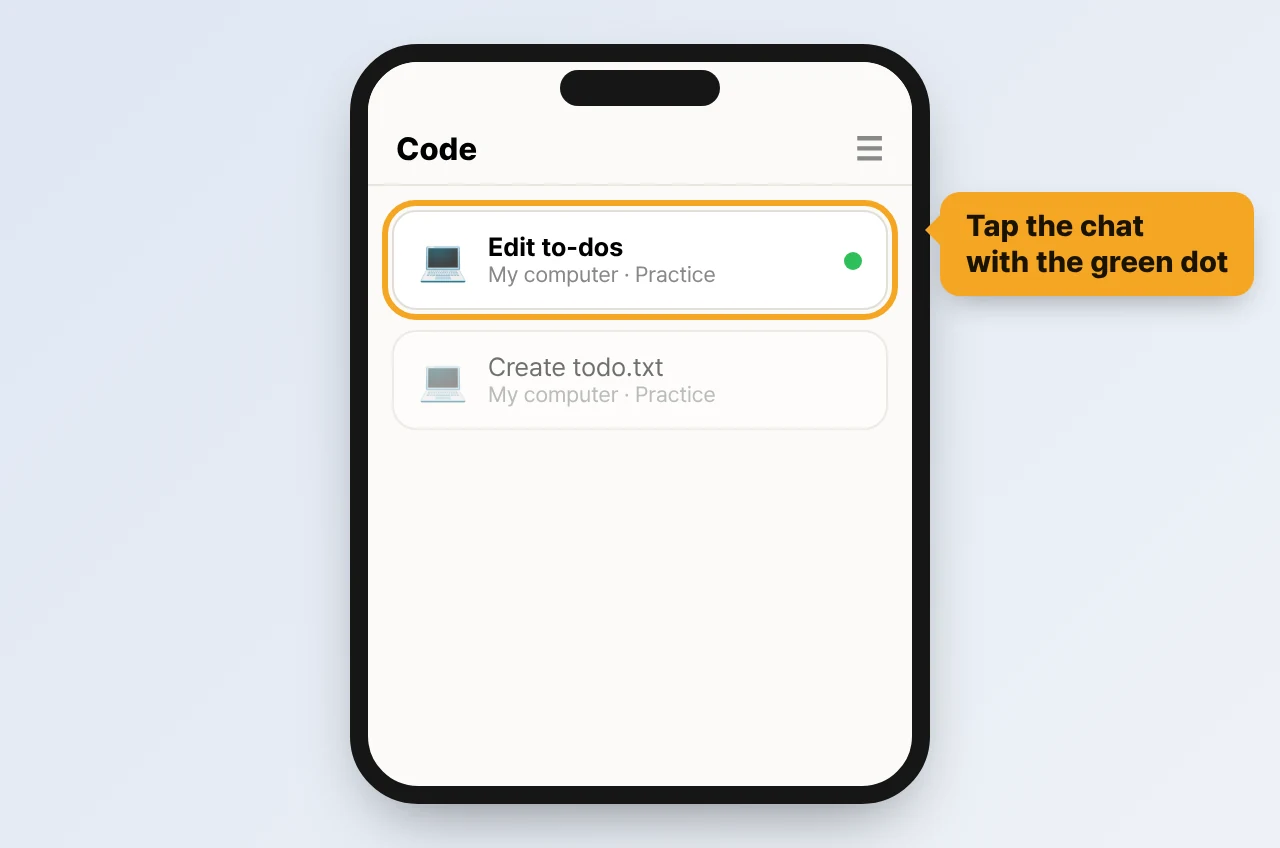 Code
Edit to-dos
My computer · Practice
Tap the chat
with the green dot
Create todo.txt
My computer · Practice